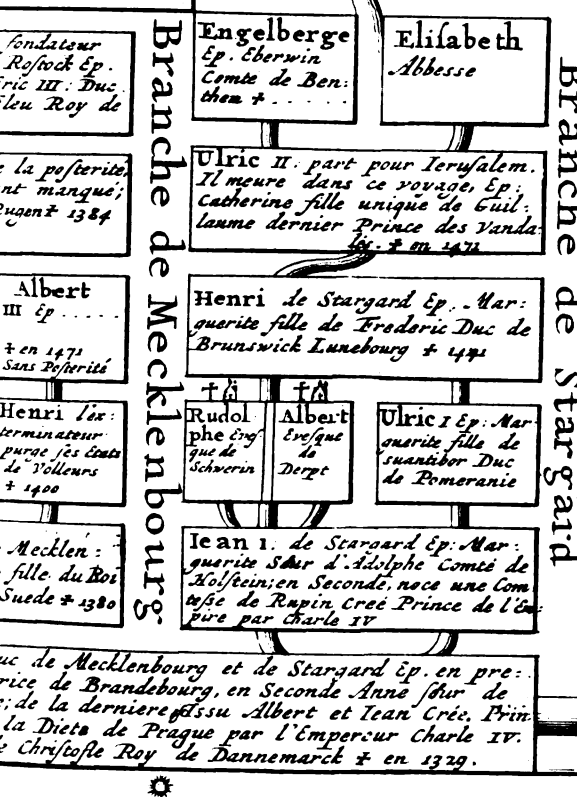 fondateur
Rostock Ep.
ric III: Duc
Roy de
Branche de Mecklenbourg
Engelberge
Ep. Eberwin
Comte de Ben:
them ‡ . . . . . .
Elisabeth
Abbesse
Branche de Stargard
e la posterite,
nt manqué;
‡ 1384
Ulric II. part pour Ierusalem.
Il meure dans ce voyage, Ep:
Catherine fille unique de Guil:
laume dernier Prince des Vanda:
les. ‡ en 1471
Albert
III Ep . . . . .
‡ en 1471
Sans Posterité
Henri de Stargard Ep. Mar:
guerite fille de Frederic Duc de
Brunswick Lunebourg ‡
Henri l'ex:
terminateur
purge ses Etats
de Volleurs
‡ 1400
Rudol
phe Eves
que de
Schwerin
Albert
Evesque
de
Derpt
Ulric I Ep: Mar
guerite fille de
suantibor Duc
de Pomeranie
Mecklen:
fille du Roi
Suede ‡ 1380
Iean I. de Stargard Ep: Mar:
guerite Sœur d'Adolphe Comte de
Holstein; en Seconde, noce une Com
tesse de Rupin Creé Prince de l'Em:
pire par Charle IV
uc de Mecklenbourg et de Stargard Ep. en pre:
rice de Brandebourg, en Seconde Anne sœur de
; de la derniere Issu Albert et Iean Crée, Prin
la Diete de Prague par l'Empereur Charle IV.
Christofle Roy de Dannemarck ‡ en 1329.